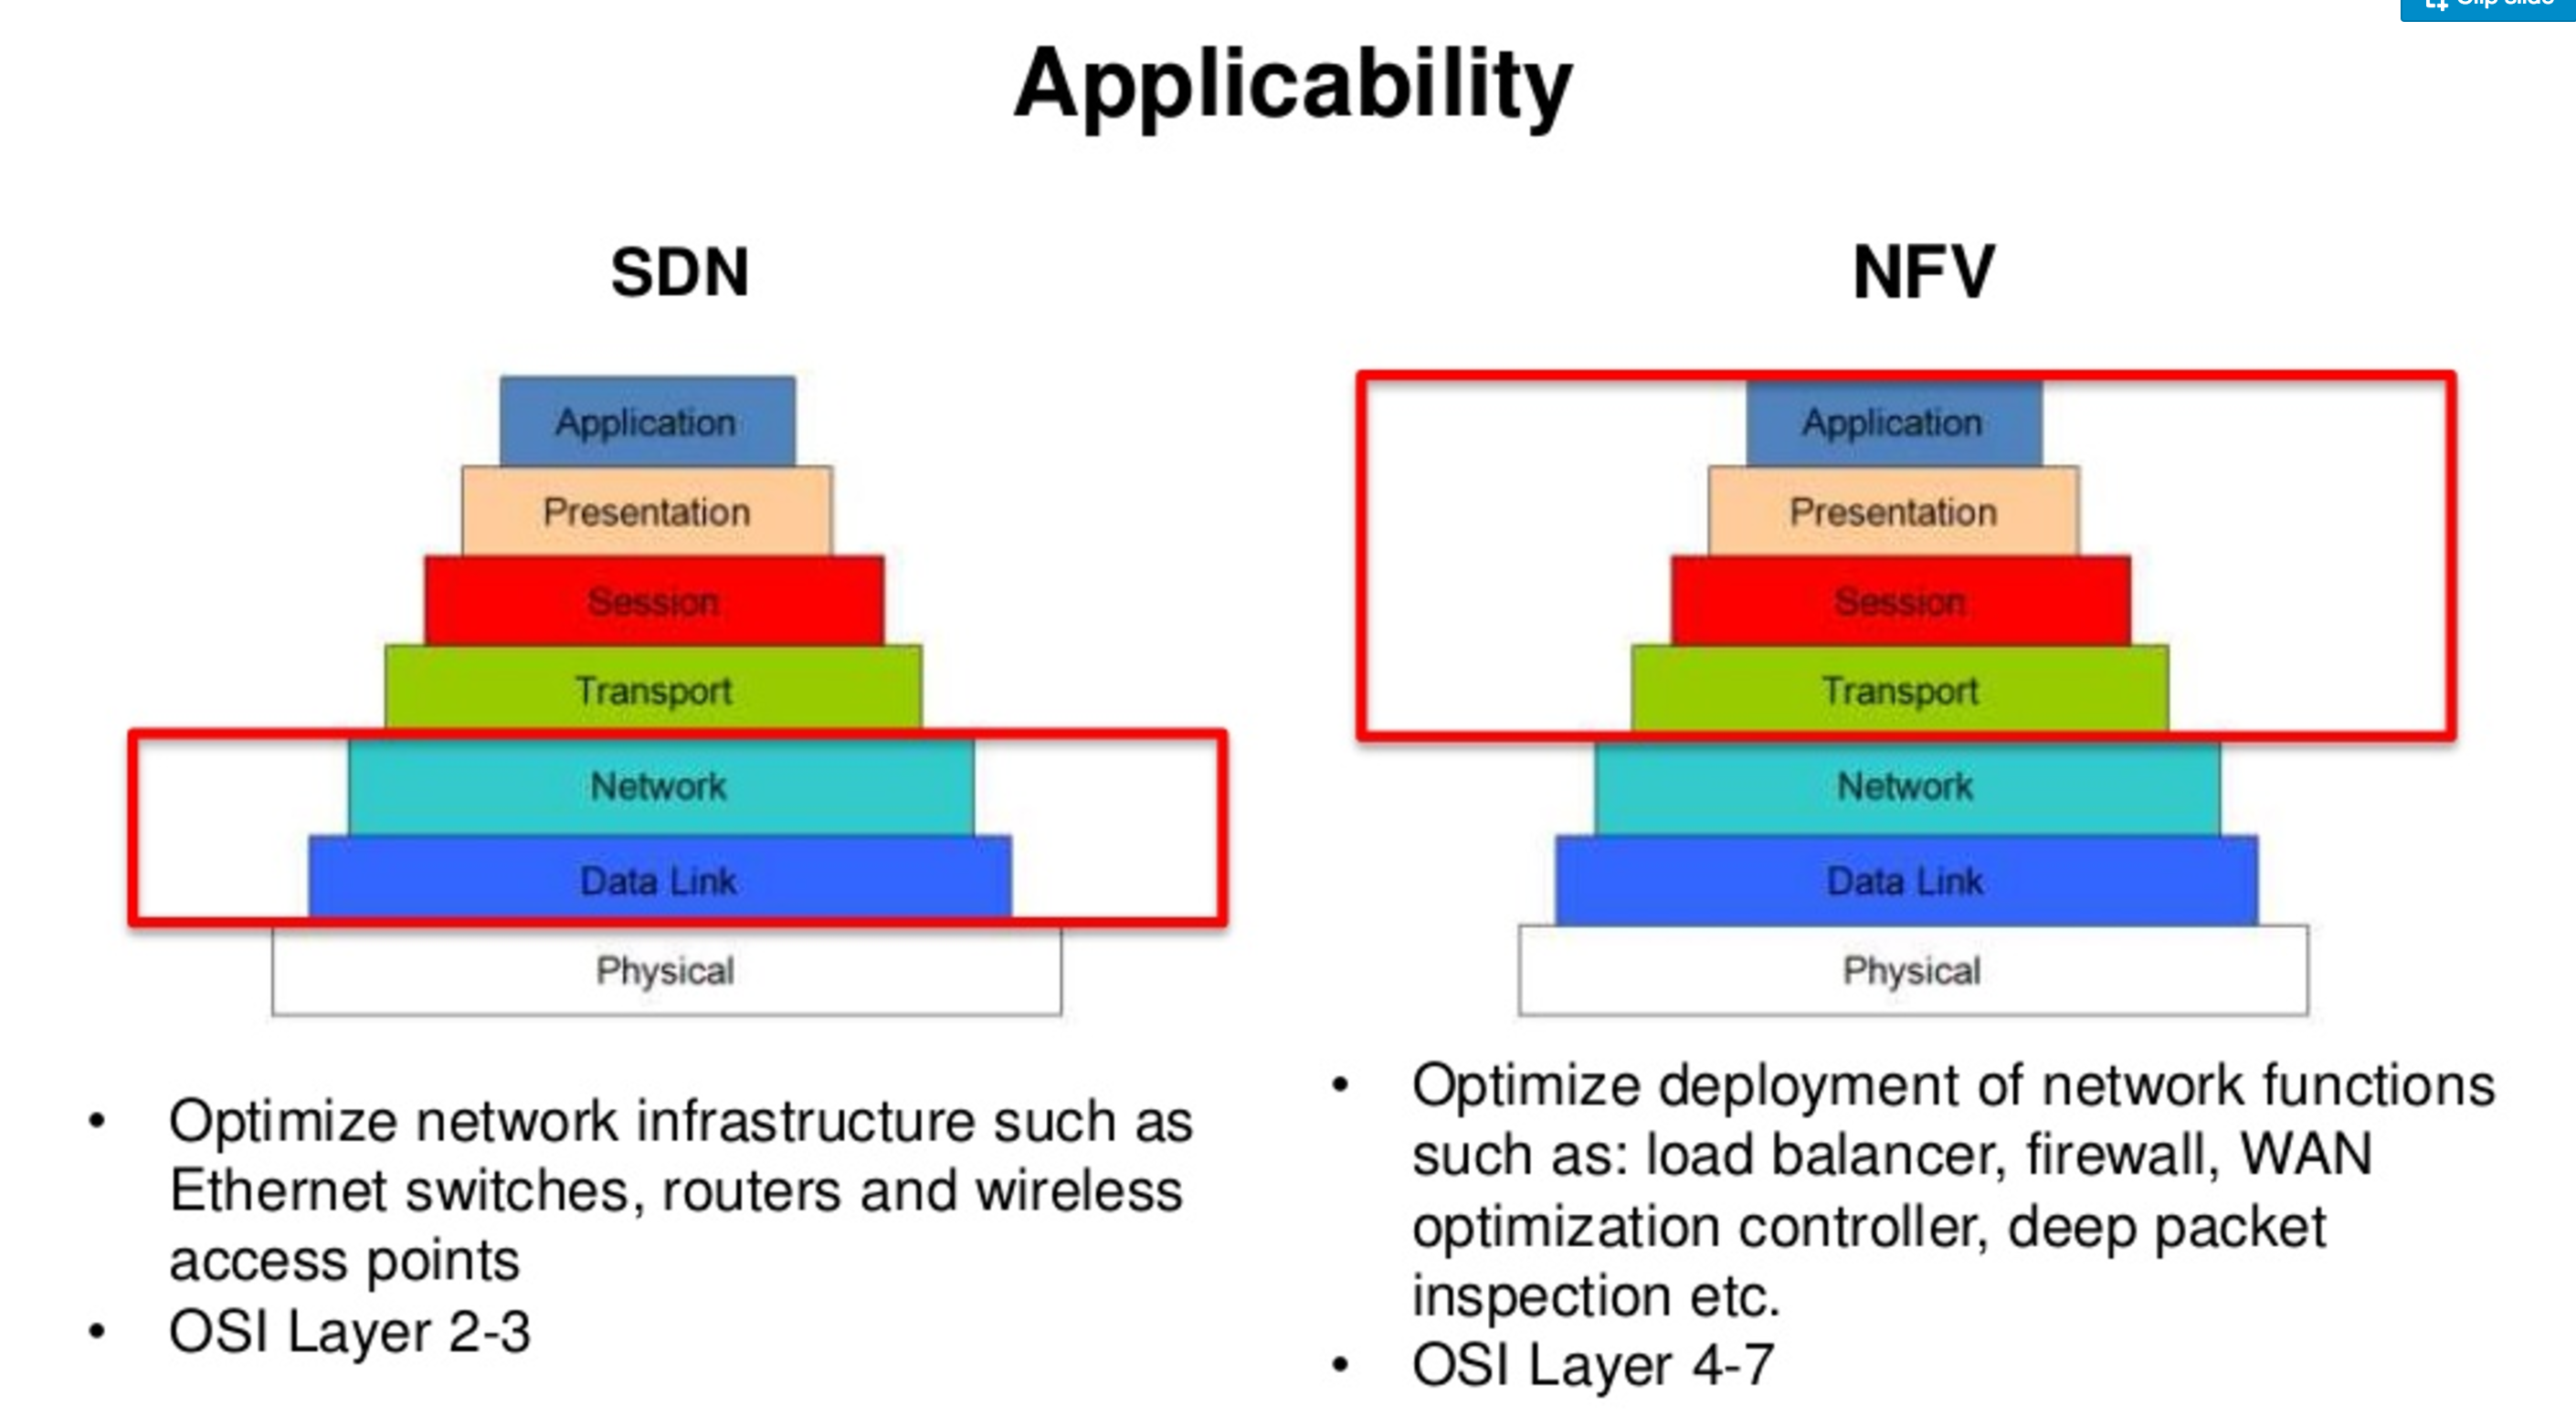 Clip Slide
Applicability
SDN
Application
Presentation
Session
Transport
Network
Data Link
Physical
• Optimize network infrastructure such as
Ethernet switches, routers and wireless
access points
• OSI Layer 2-3
NFV
Application
Presentation
Session
Transport
Network
Data Link
Physical
• Optimize deployment of network functions
such as: load balancer, firewall, WAN
optimization controller, deep packet
inspection etc.
• OSI Layer 4-7